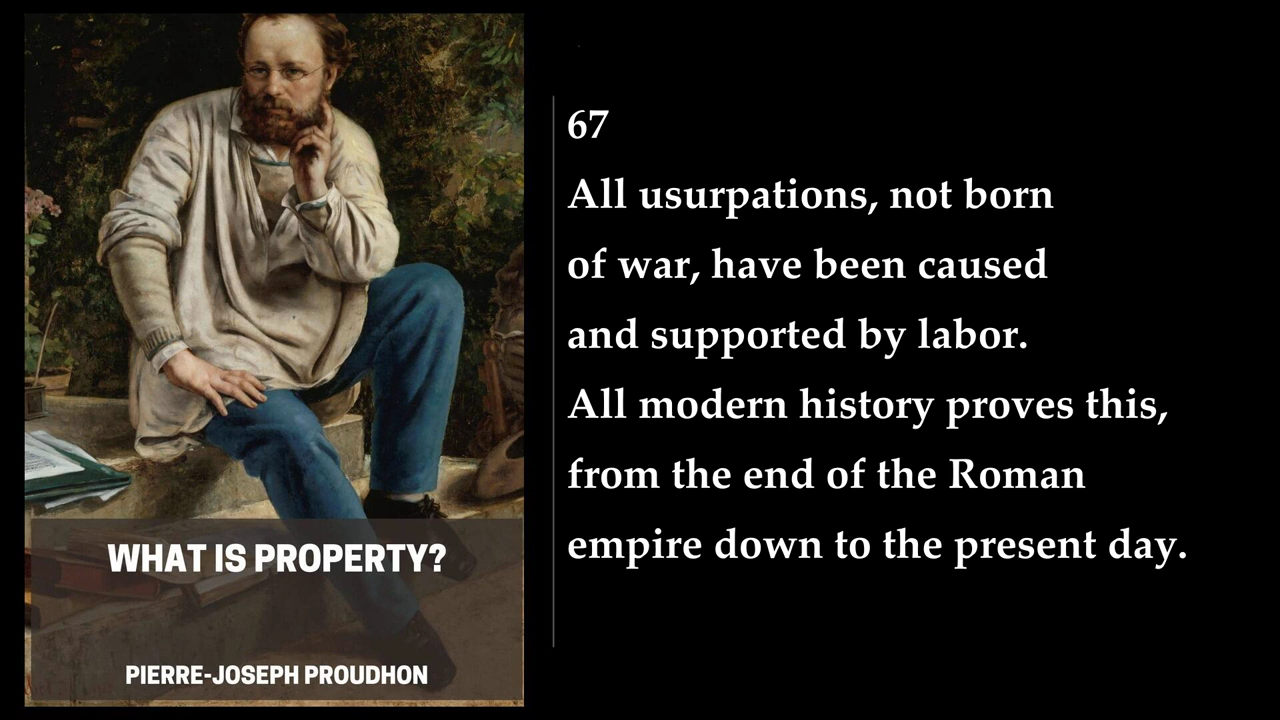 WHAT IS PROPERTY?
PIERRE-JOSEPH PROUDHON
67
All usurpations, not born
of war, have been caused
and supported by labor.
All modern history proves this,
from the end of the Roman
empire down to the present day.